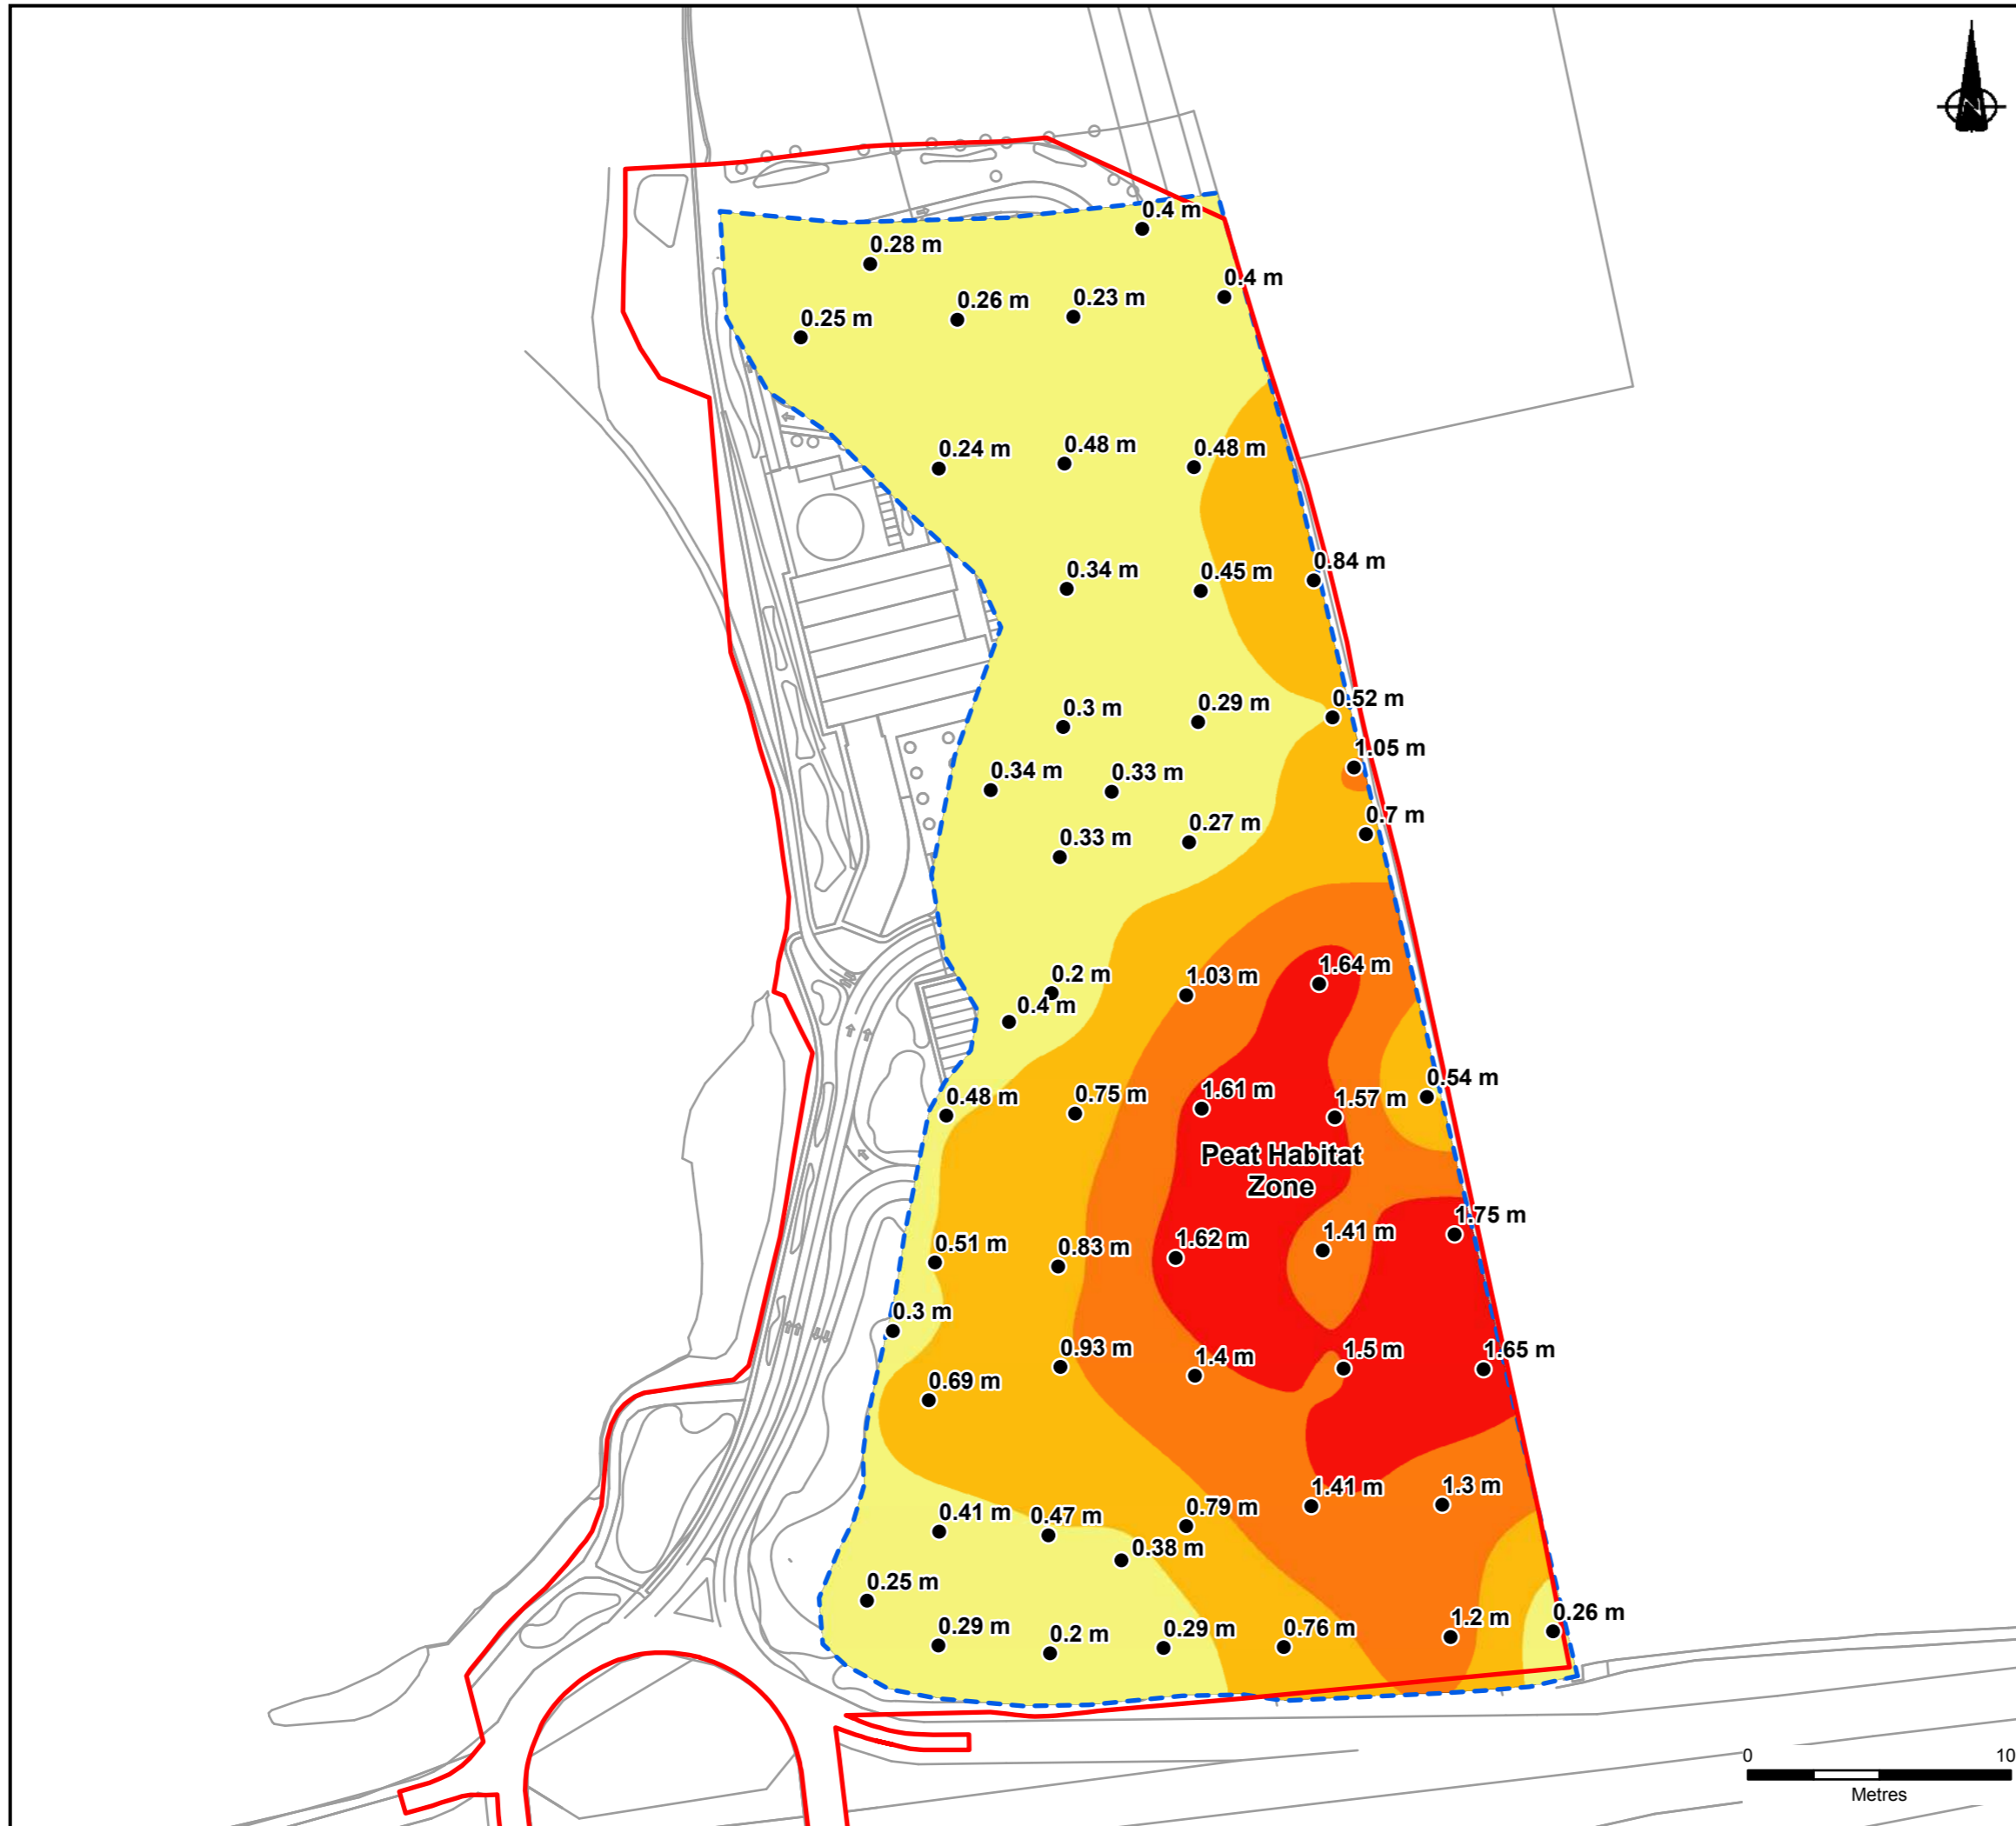 N
0.4 m
0.28 m
0.4 m
0.26 m
0.23 m
0.25 m
0.24 m
0.48 m
0.48 m
0.84 m
0.34 m
0.45 m
0.52 m
0.3 m
0.29 m
1.05 m
0.34 m
0.33 m
0.7 m
0.27 m
0.33 m
1.64 m
0.2 m
1.03 m
0.4 m
0.54 m
0.48 m
0.75 m
1.61 m
1.57 m
Peat Habitat
Zone
1.75 m
0.51 m
0.83 m
1.62 m
1.41 m
0.3 m
0.93 m
1.4 m
1.5 m
1.65 m
0.69 m
1.41 m
1.3 m
0.41 m
0.47 m
0.79 m
0.38 m
0.25 m
0.29 m
0.2 m
0.29 m
0.76 m
1.2 m
0.26 m
0 10
Metres